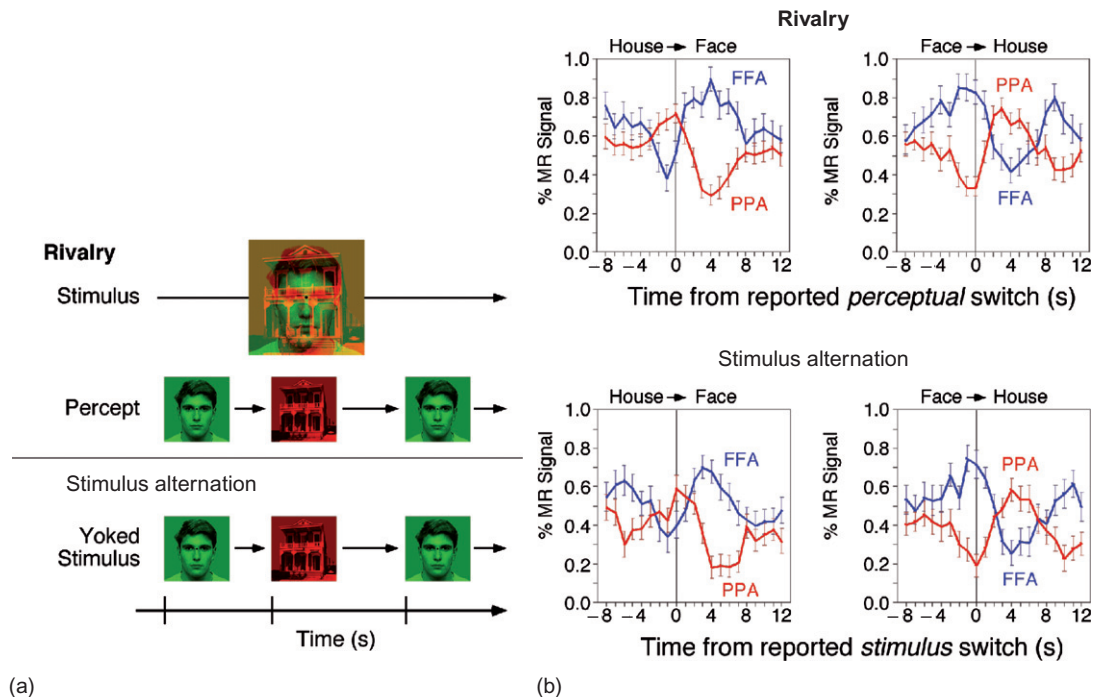 Rivalry
Stimulus
Percept
Stimulus alternation
Yoked
Stimulus
Time (s)
(a)
Rivalry
House → Face
% MR Signal
1.0
0.8
0.6
0.4
0.2
0.0
FFA
PPA
−8 −4 0 4 8 12
Face → House
% MR Signal
1.0
0.8
0.6
0.4
0.2
0.0
PPA
FFA
−8 −4 0 4 8 12
Time from reported perceptual switch (s)
Stimulus alternation
House → Face
% MR Signal
1.0
0.8
0.6
0.4
0.2
0.0
FFA
PPA
−8 −4 0 4 8 12
Face → House
% MR Signal
1.0
0.8
0.6
0.4
0.2
0.0
PPA
FFA
−8 −4 0 4 8 12
Time from reported stimulus switch (s)
(b)